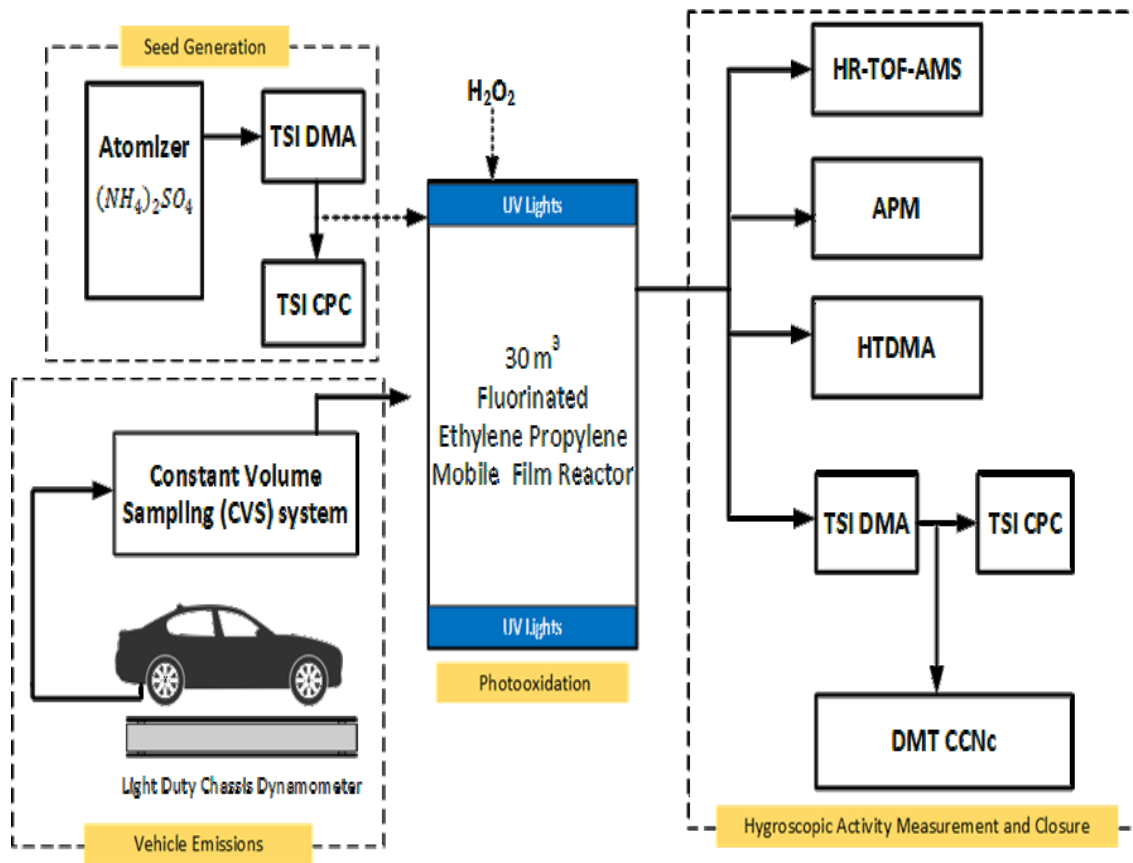 Seed Generation
Atomizer
(NH₄)₂SO₄
TSI DMA
TSI CPC
H₂O₂
UV Lights
30 m³
Fluorinated
Ethylene Propylene
Mobile Film Reactor
UV Lights
Photooxidation
Constant Volume
Sampling (CVS) system
Light Duty Chassis Dynamometer
Vehicle Emissions
HR-TOF-AMS
APM
HTDMA
TSI DMA
TSI CPC
DMT CCNc
Hygroscopic Activity Measurement and Closure